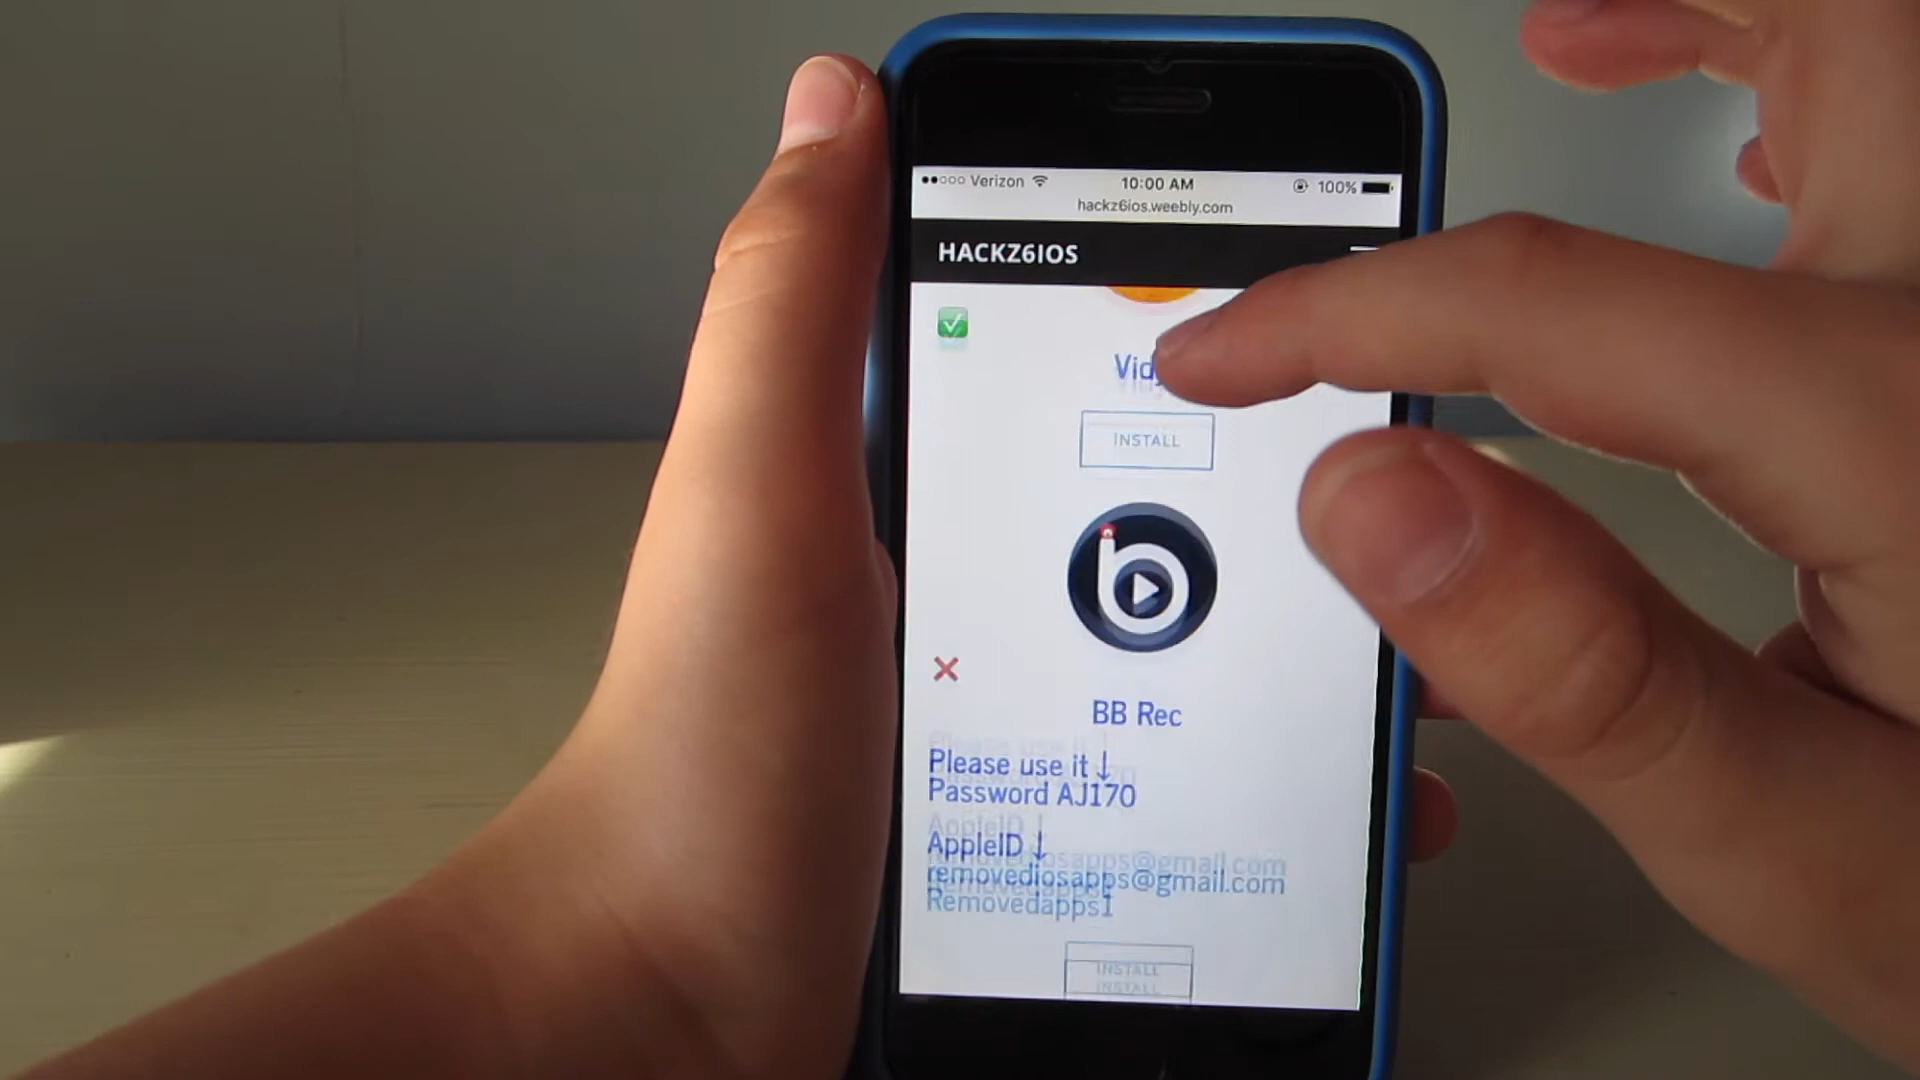 Verizon 10:00 AM 100%
hackz6ios.weebly.com
HACKZ6IOS
INSTALL
BB Rec
Please use it ↓
Password AJ170
AppleID ↓
removediosapps@gmail.com
Removedapps1
INSTALL